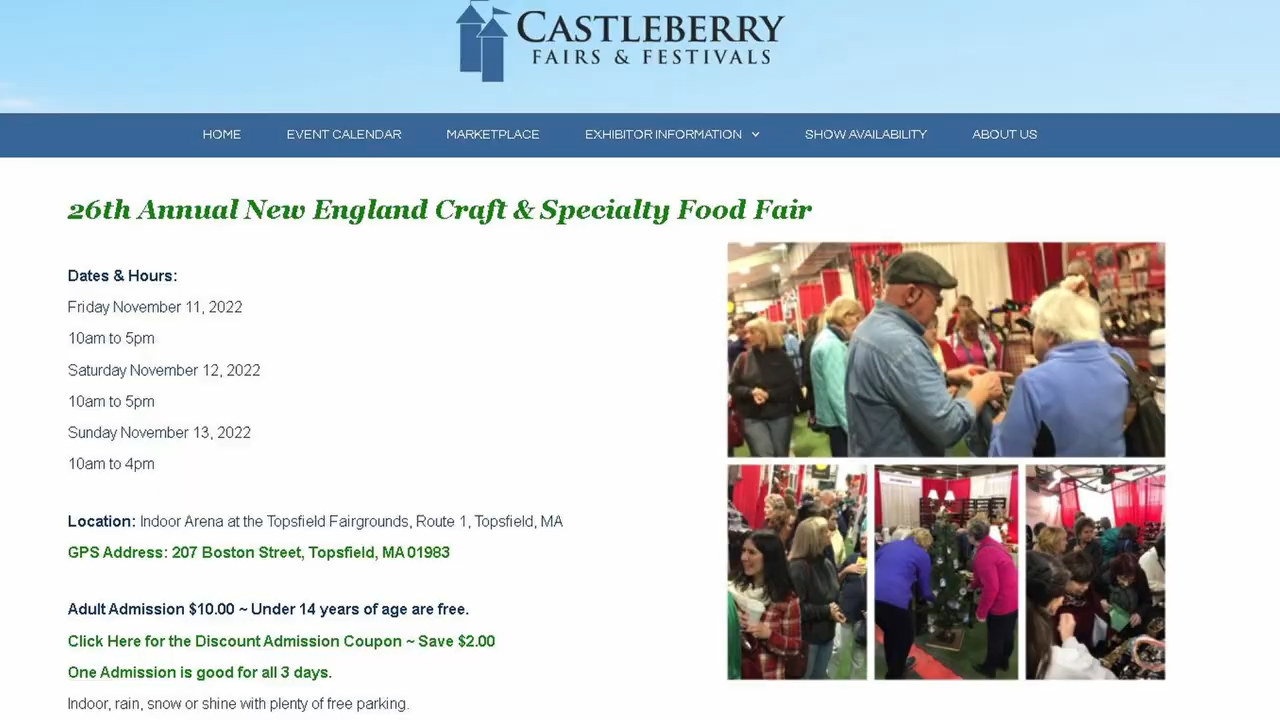 CASTLEBERRY
FAIRS & FESTIVALS
HOME EVENT CALENDAR MARKETPLACE EXHIBITOR INFORMATION SHOW AVAILABILITY ABOUT US
26th Annual New England Craft & Specialty Food Fair
Dates & Hours:
Friday November 11, 2022
10am to 5pm
Saturday November 12, 2022
10am to 5pm
Sunday November 13, 2022
10am to 4pm
Location: Indoor Arena at the Topsfield Fairgrounds, Route 1, Topsfield, MA
GPS Address: 207 Boston Street, Topsfield, MA 01983
Adult Admission $10.00 ~ Under 14 years of age are free.
Click Here for the Discount Admission Coupon ~ Save $2.00
One Admission is good for all 3 days.
Indoor, rain, snow or shine with plenty of free parking.